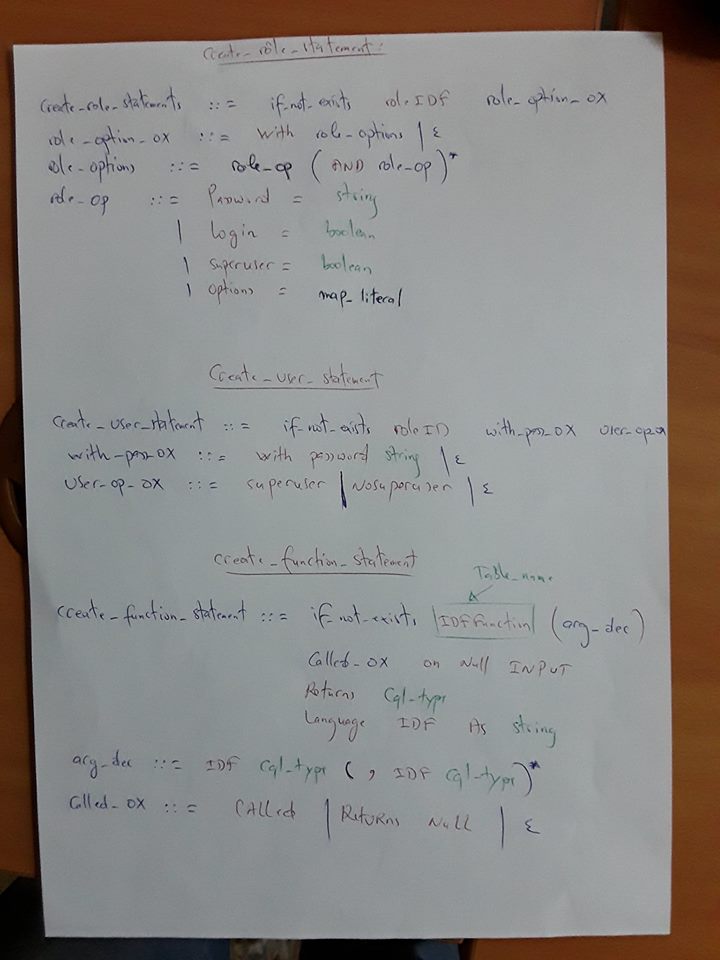 Create_rôle_statement:
create_role_statements ::= if_not_exists role IDF role_option_ox
role_option_ox ::= with role_options | ε
role_options ::= role_op (AND role_op)*
role_op ::= Password = string
| login = boolean
| superuser = boolean
| options = map_literal
Create_user_statement
create_user_statement ::= if_not_exists role ID with_pass_OX user_op_ox
with_pass_OX ::= with password string | ε
User_op_OX ::= superuser | Nosuperuser | ε
create_function_statement
Table_name
create_function_statement ::= if_not_exists IDF Function (arg_dec)
Called_OX on Null INPUT
Returns Cql_type
Language IDF As string
arg_dec ::= IDF cql_type (, IDF cql_type)*
Called_OX ::= CAlled | Returns Null | ε